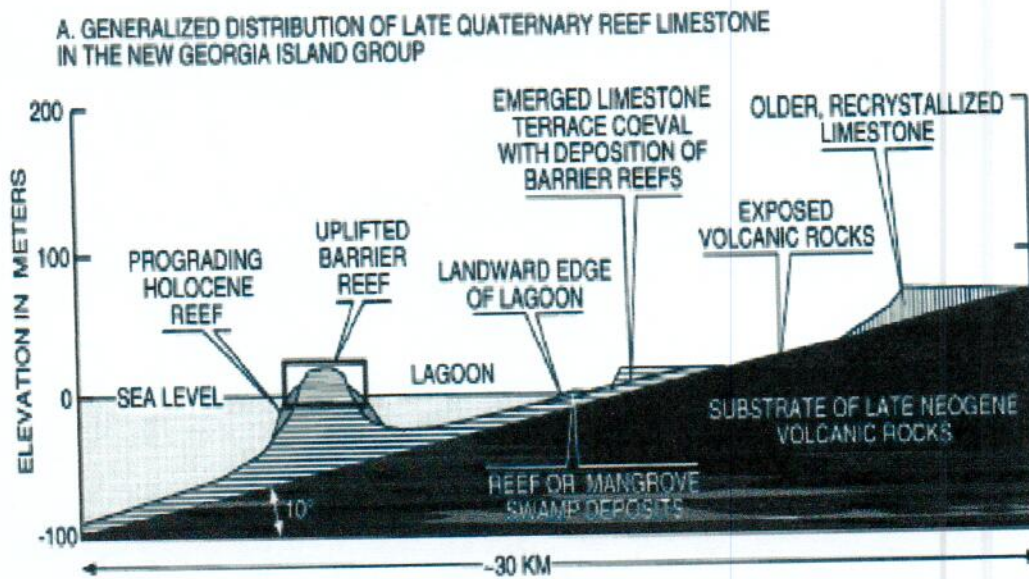 A. GENERALIZED DISTRIBUTION OF LATE QUATERNARY REEF LIMESTONE
IN THE NEW GEORGIA ISLAND GROUP
ELEVATION IN METERS
200
100
0
-100
EMERGED LIMESTONE
TERRACE COEVAL
WITH DEPOSITION OF
BARRIER REEFS
OLDER, RECRYSTALLIZED
LIMESTONE
UPLIFTED
BARRIER
REEF
EXPOSED
VOLCANIC ROCKS
PROGRADING
HOLOCENE
REEF
LANDWARD EDGE
OF LAGOON
SEA LEVEL
LAGOON
SUBSTRATE OF LATE NEOGENE
VOLCANIC ROCKS
REEF OR MANGROVE
SWAMP DEPOSITS
10°
~30 KM